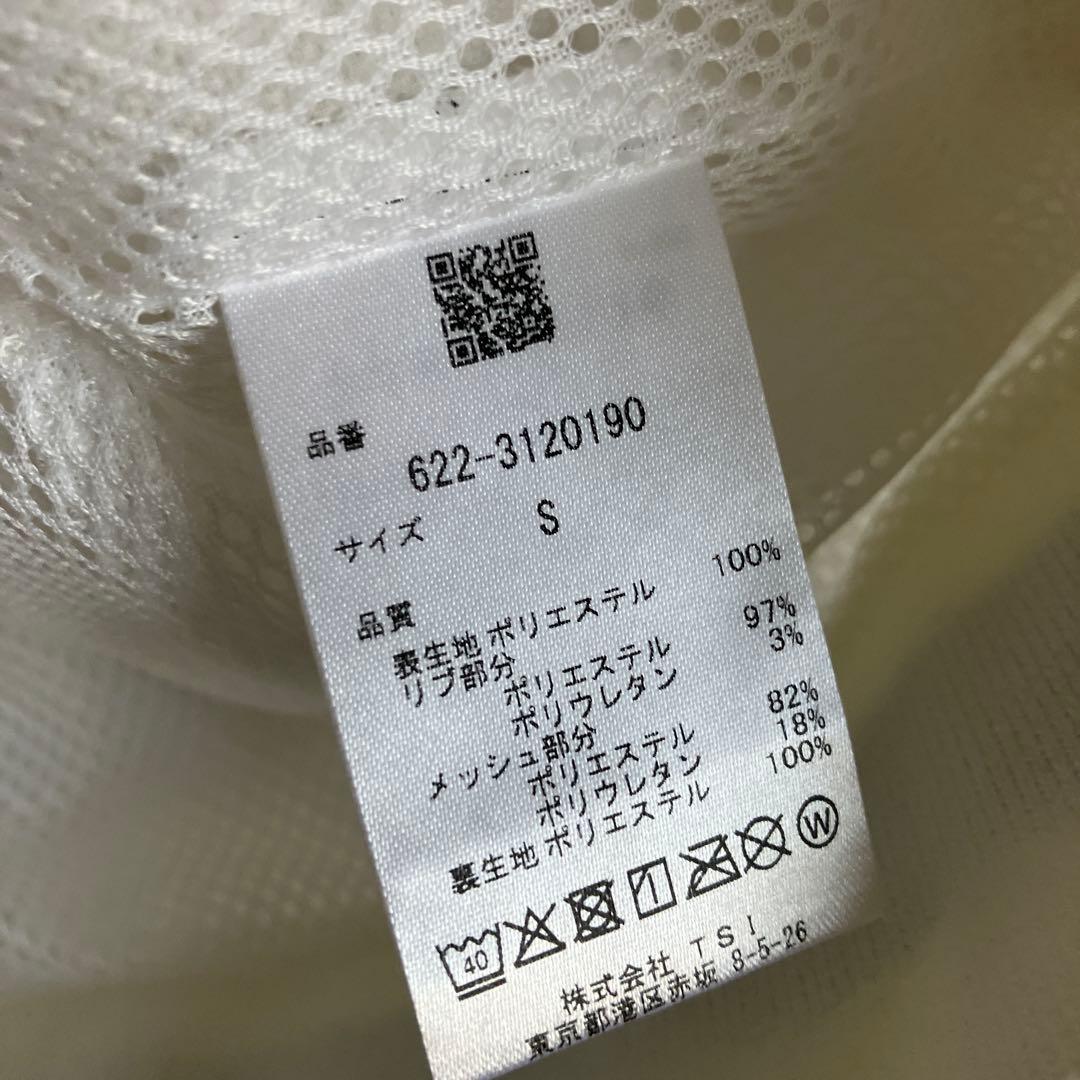 品番 622-3120190
サイズ S
品質
表生地 ポリエステル 100%
リブ部分
ポリエステル 97%
ポリウレタン 3%
メッシュ部分
ポリエステル 82%
ポリウレタン 18%
裏生地 ポリエステル 100%
40 W
株式会社 TSI
東京都港区赤坂 8-5-26